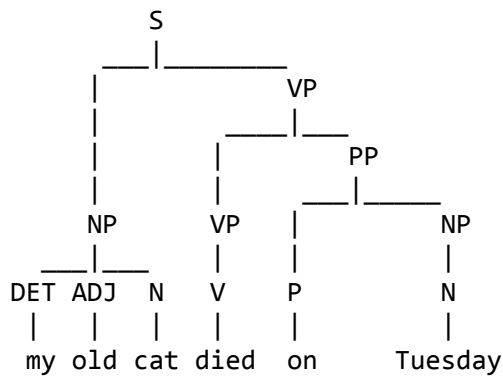 S
VP
PP
NP VP NP
DET ADJ N V P N
my old cat died on Tuesday